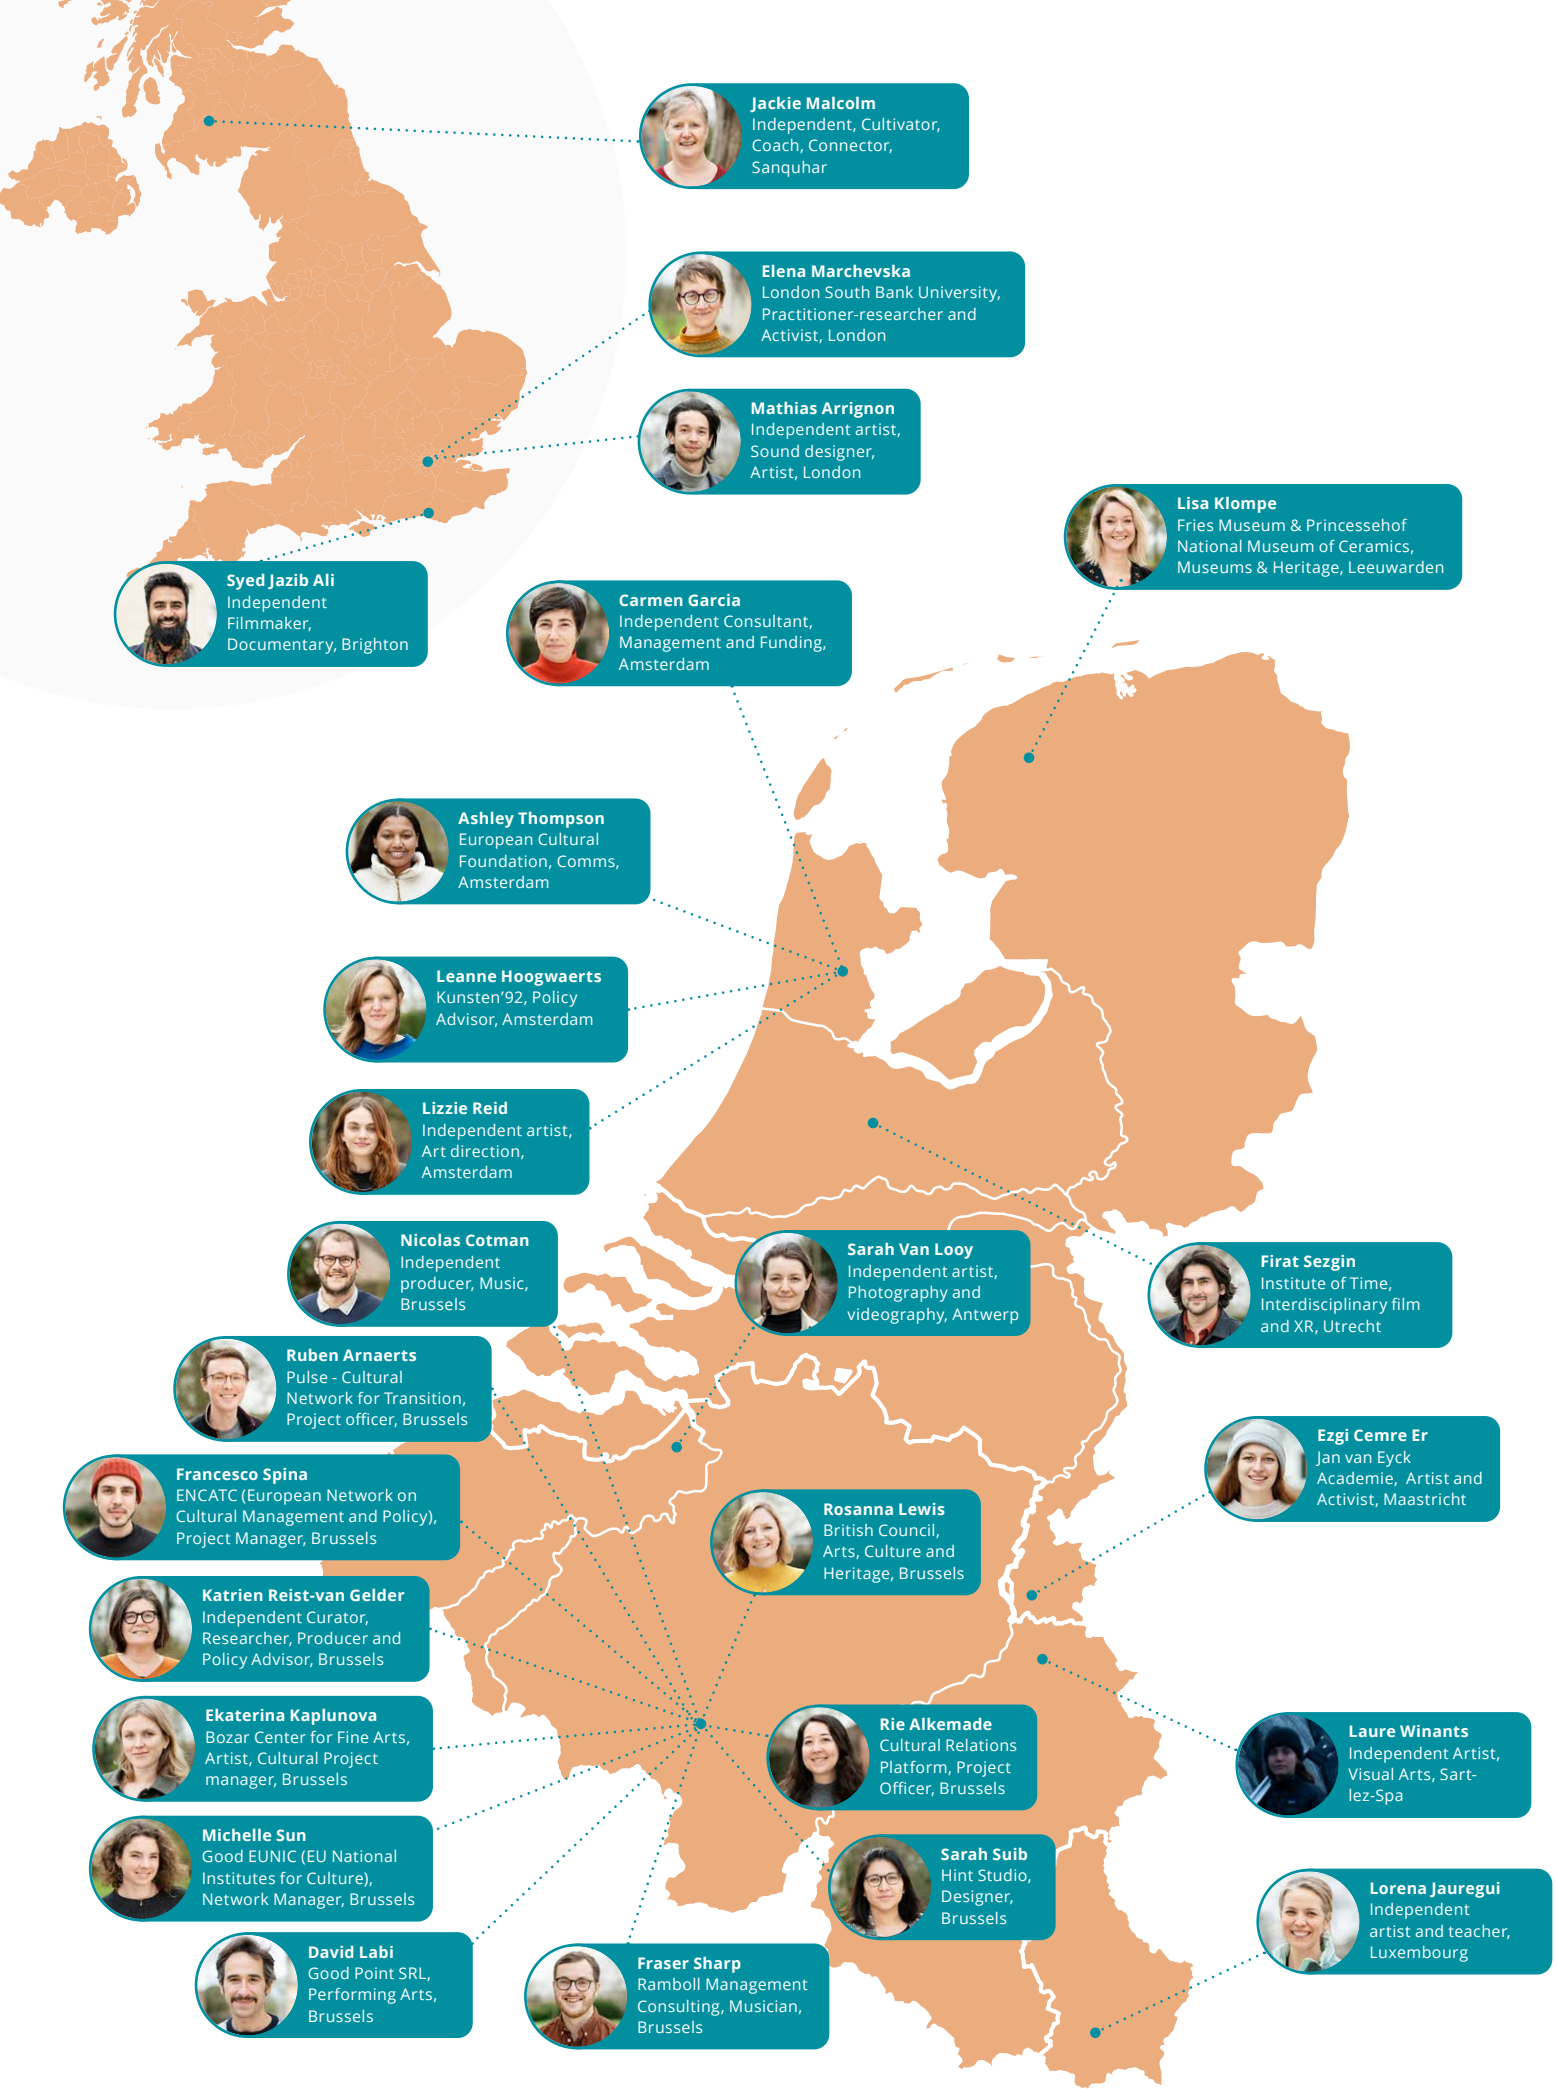 Jackie Malcolm
Independent, Cultivator,
Coach, Connector,
Sanquhar
Elena Marchevska
London South Bank University,
Practitioner-researcher and
Activist, London
Mathias Arrignon
Independent artist,
Sound designer,
Artist, London
Lisa Klompe
Fries Museum & Princessehof
National Museum of Ceramics,
Museums & Heritage, Leeuwarden
Syed Jazib Ali
Independent
Filmmaker,
Documentary, Brighton
Carmen Garcia
Independent Consultant,
Management and Funding,
Amsterdam
Ashley Thompson
European Cultural
Foundation, Comms,
Amsterdam
Leanne Hoogwaerts
Kunsten’92, Policy
Advisor, Amsterdam
Lizzie Reid
Independent artist,
Art direction,
Amsterdam
Nicolas Cotman
Independent
producer, Music,
Brussels
Sarah Van Looy
Independent artist,
Photography and
videography, Antwerp
Firat Sezgin
Institute of Time,
Interdisciplinary film
and XR, Utrecht
Ruben Arnaerts
Pulse - Cultural
Network for Transition,
Project officer, Brussels
Ezgi Cemre Er
Jan van Eyck
Academie, Artist and
Activist, Maastricht
Francesco Spina
ENCATC (European Network on
Cultural Management and Policy),
Project Manager, Brussels
Rosanna Lewis
British Council,
Arts, Culture and
Heritage, Brussels
Katrien Reist-van Gelder
Independent Curator,
Researcher, Producer and
Policy Advisor, Brussels
Ekaterina Kaplunova
Bozar Center for Fine Arts,
Artist, Cultural Project
manager, Brussels
Rie Alkemade
Cultural Relations
Platform, Project
Officer, Brussels
Laure Winants
Independent Artist,
Visual Arts, Sart-
lez-Spa
Michelle Sun
Good EUNIC (EU National
Institutes for Culture),
Network Manager, Brussels
Sarah Suib
Hint Studio,
Designer,
Brussels
Lorena Jauregui
Independent
artist and teacher,
Luxembourg
David Labi
Good Point SRL,
Performing Arts,
Brussels
Fraser Sharp
Ramboll Management
Consulting, Musician,
Brussels